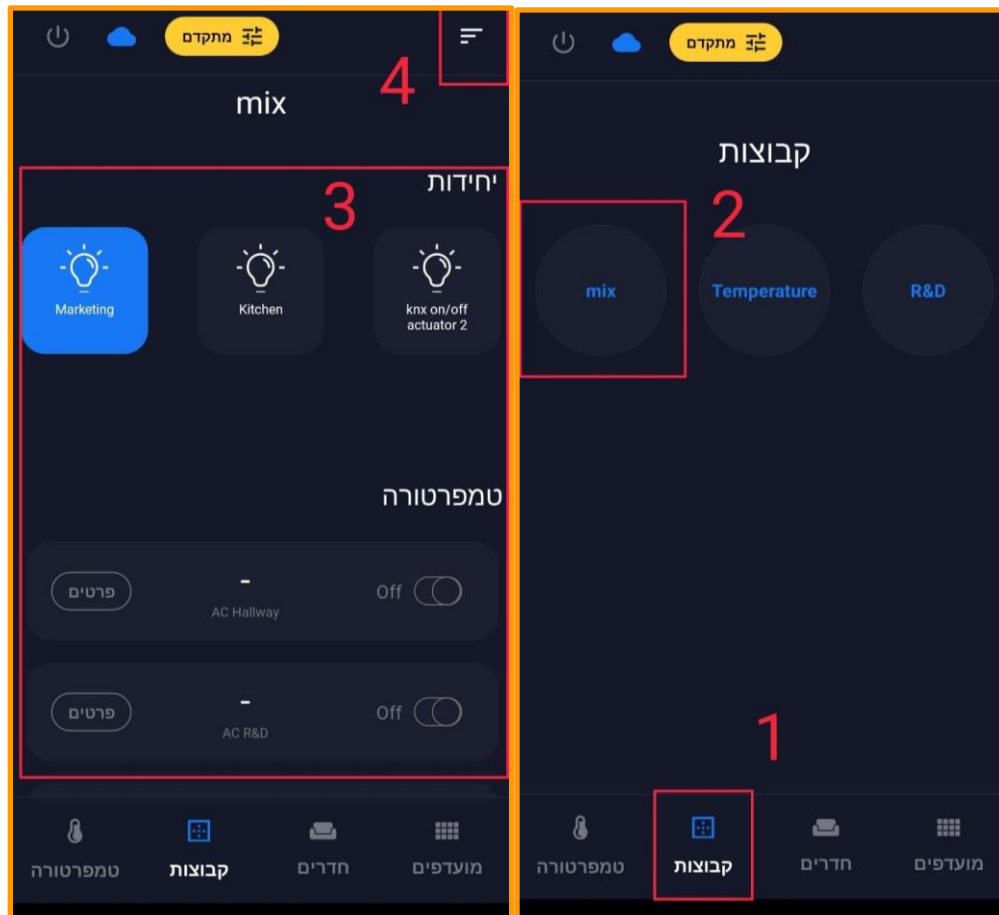 מתקדם
4
mix
יחידות
3
Marketing
Kitchen
knx on/off
actuator 2
טמפרטורה
Off
-
AC Hallway
פרטים
Off
-
AC R&D
פרטים
מועדפים
חדרים
קבוצות
טמפרטורה
מתקדם
קבוצות
2
mix
Temperature
R&D
1
מועדפים
חדרים
קבוצות
טמפרטורה